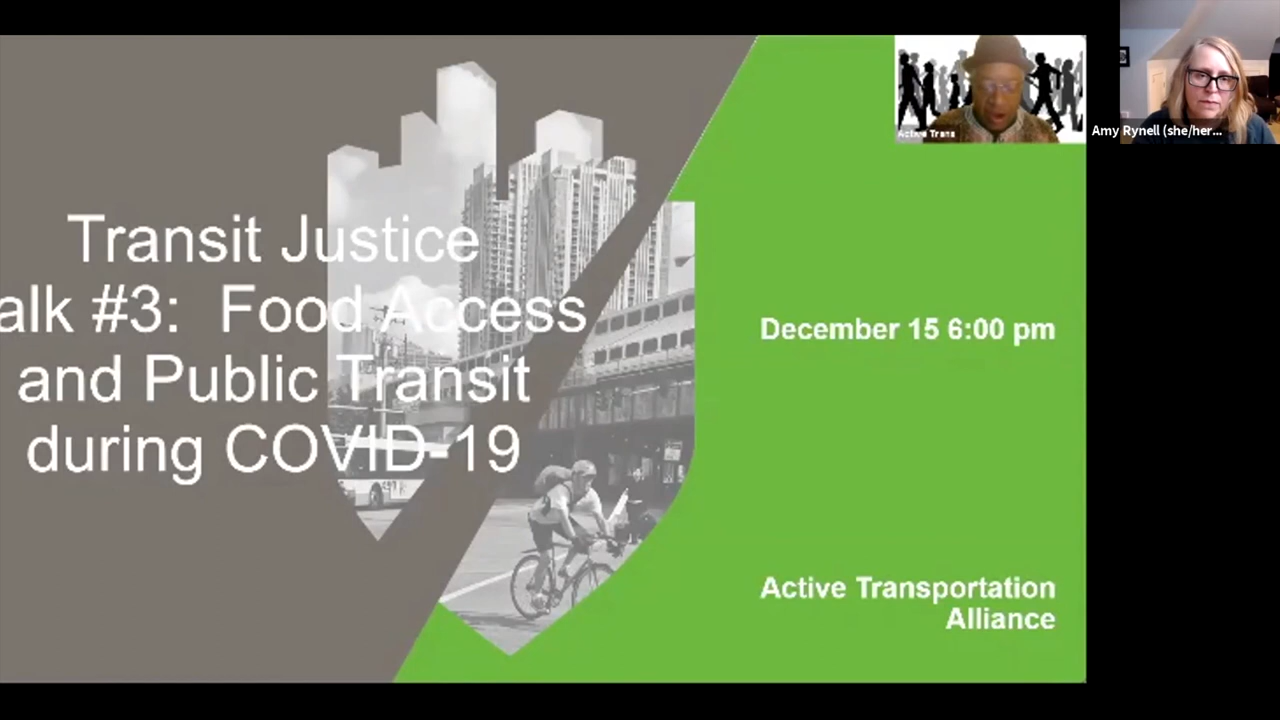 Transit Justice
alk #3: Food Access
and Public Transit
during COVID-19
December 15 6:00 pm
Active Transportation
Alliance
Active Trans
Amy Rynell (she/her...